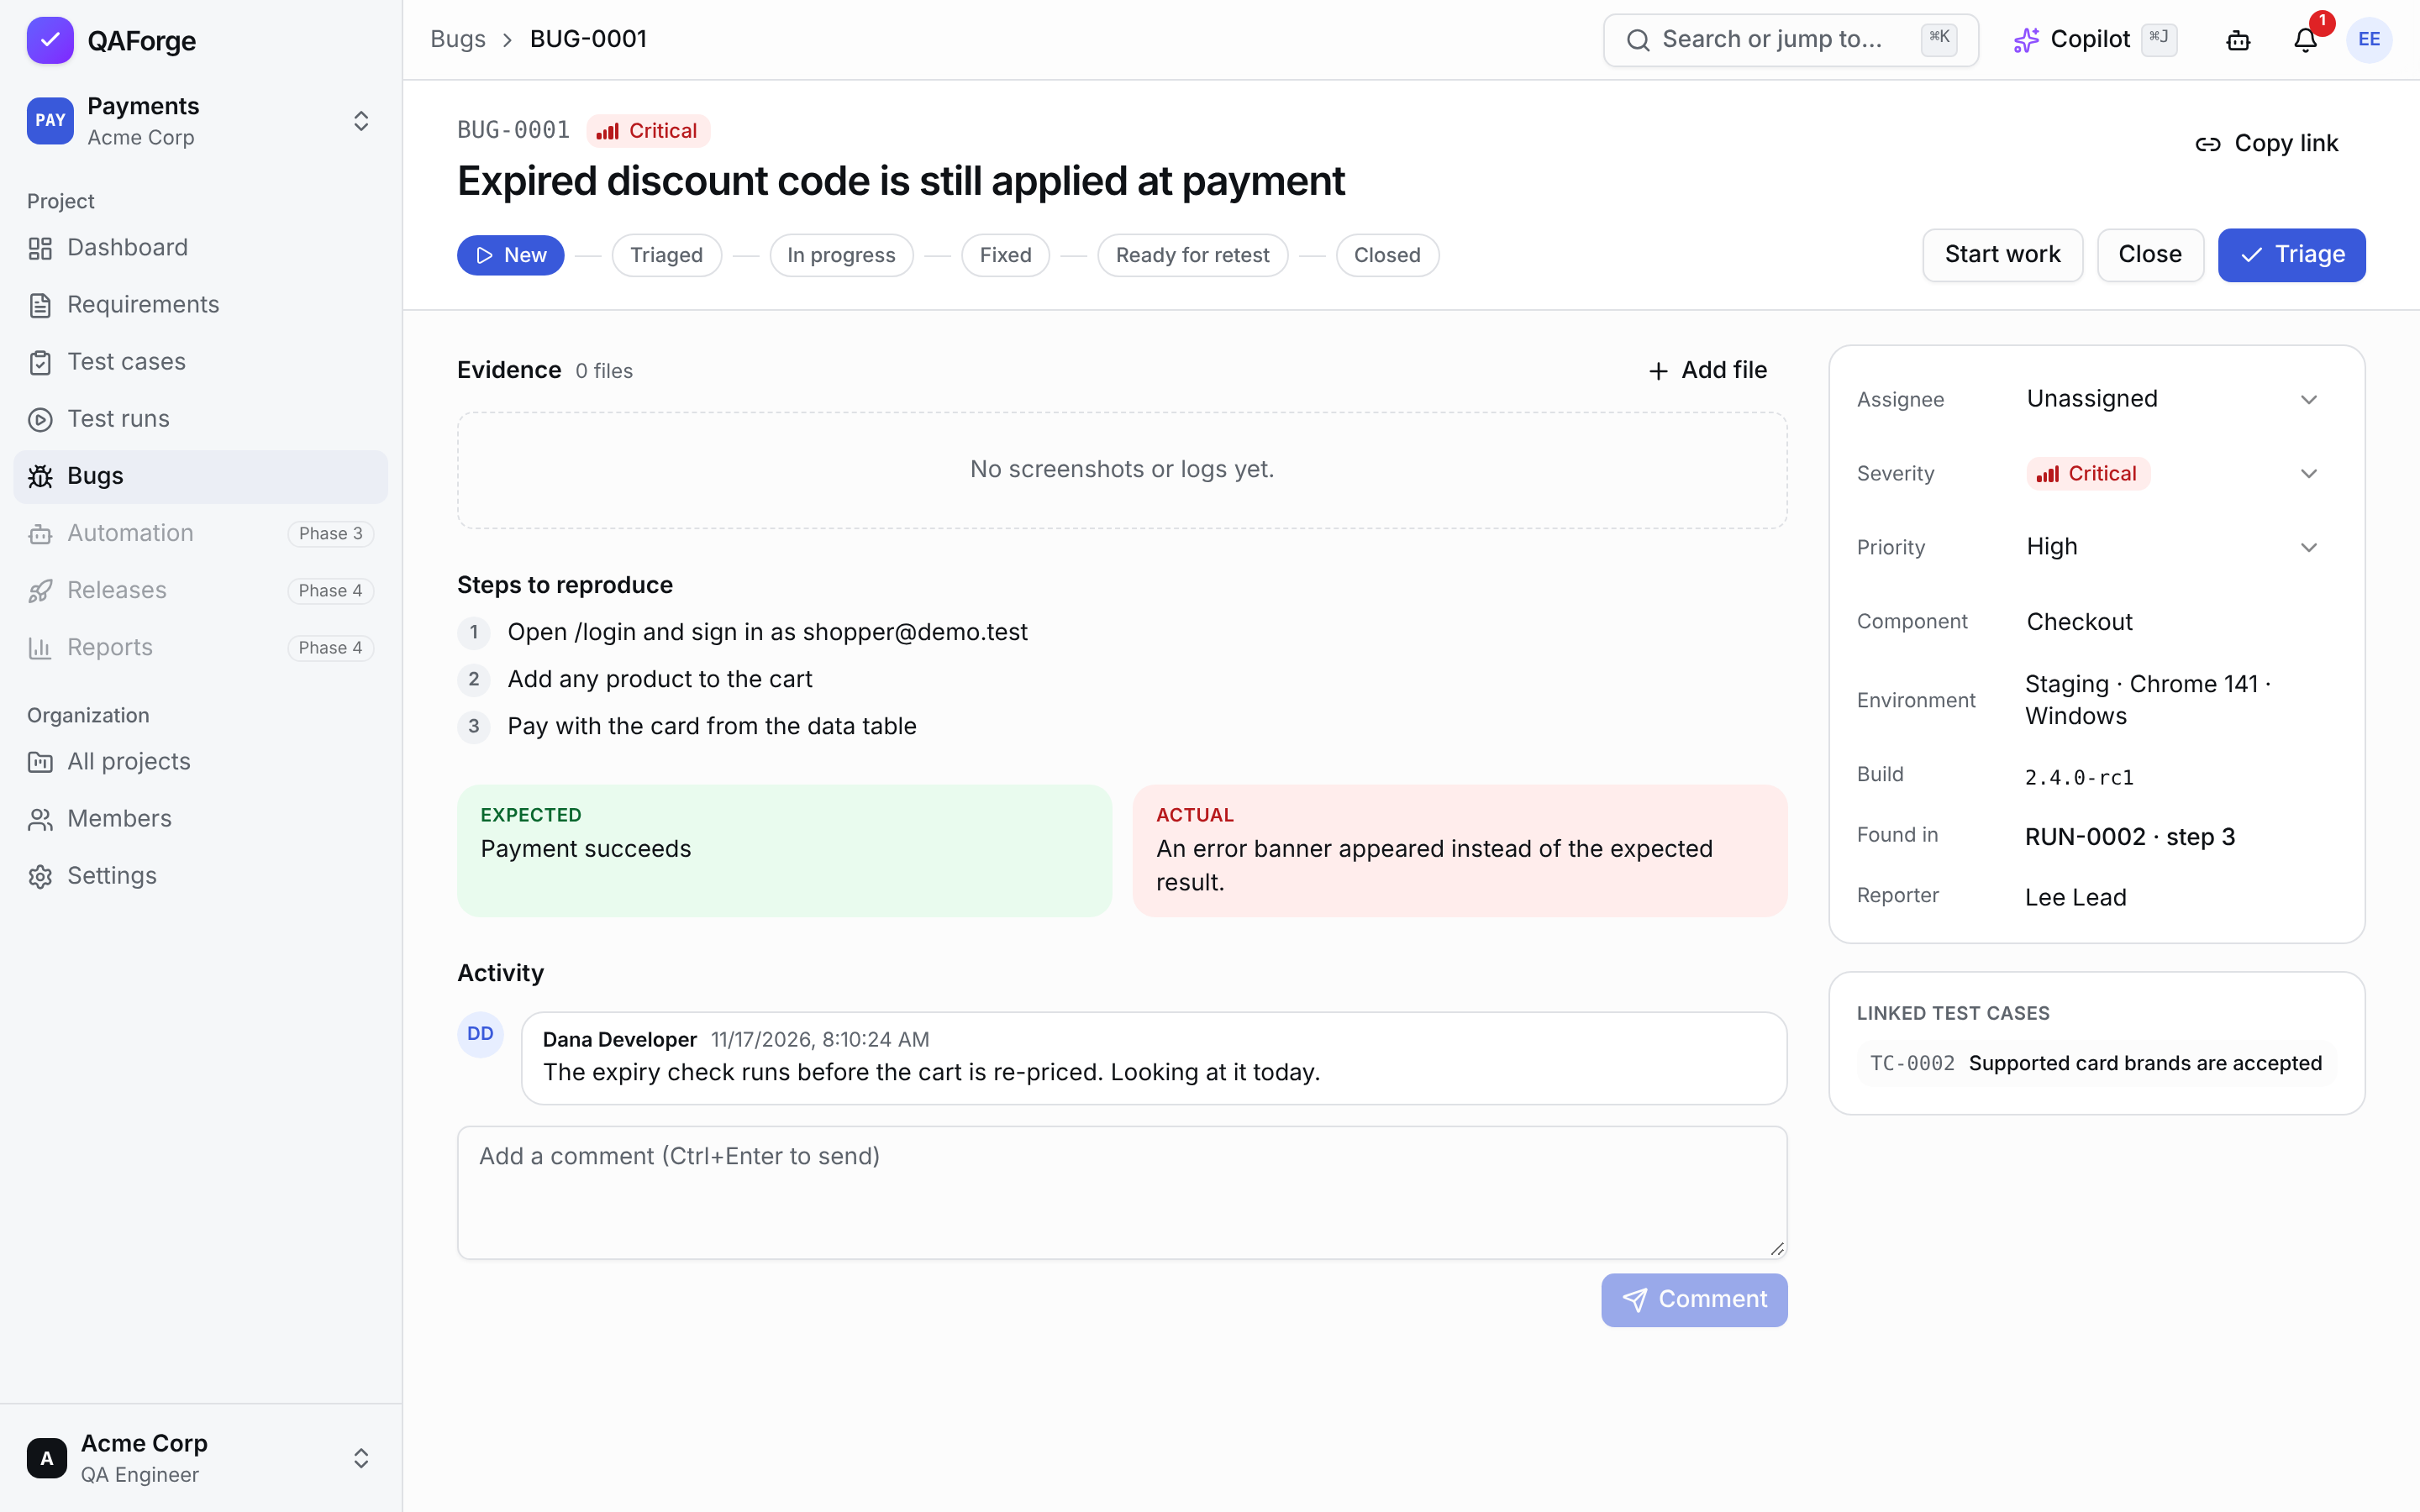 QAForge
PAY
Payments
Acme Corp
Project
Dashboard
Requirements
Test cases
Test runs
Bugs
Automation Phase 3
Releases Phase 4
Reports Phase 4
Organization
All projects
Members
Settings
A
Acme Corp
QA Engineer
Bugs > BUG-0001
Search or jump to... ⌘K
Copilot ⌘J
1
EE
BUG-0001 Critical
Copy link
Expired discount code is still applied at payment
New Triaged In progress Fixed Ready for retest Closed
Start work Close Triage
Evidence 0 files
Add file
No screenshots or logs yet.
Steps to reproduce
1 Open /login and sign in as shopper@demo.test
2 Add any product to the cart
3 Pay with the card from the data table
EXPECTED
Payment succeeds
ACTUAL
An error banner appeared instead of the expected
result.
Activity
DD
Dana Developer 11/17/2026, 8:10:24 AM
The expiry check runs before the cart is re-priced. Looking at it today.
Add a comment (Ctrl+Enter to send)
Comment
Assignee Unassigned
Severity Critical
Priority High
Component Checkout
Environment Staging · Chrome 141 ·
Windows
Build 2.4.0-rc1
Found in RUN-0002 · step 3
Reporter Lee Lead
LINKED TEST CASES
TC-0002 Supported card brands are accepted